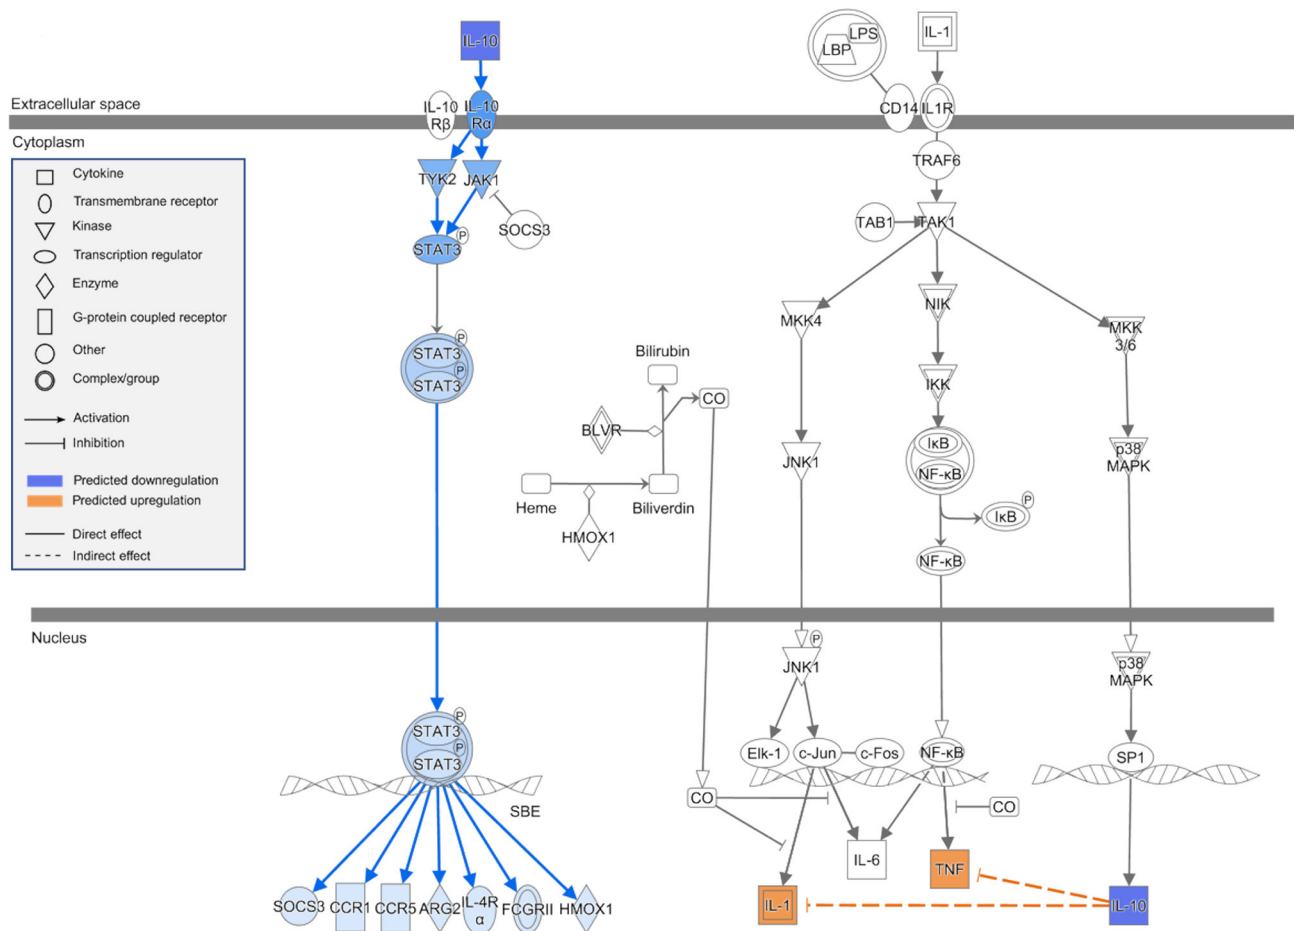 IL-10
LPS
LBP
IL-1
Extracellular space
IL-10
Rβ
IL-10
Rα
CD14
IL1R
Cytoplasm
Cytokine
Transmembrane receptor
Kinase
Transcription regulator
Enzyme
G-protein coupled receptor
Other
Complex/group
Activation
Inhibition
Predicted downregulation
Predicted upregulation
Direct effect
Indirect effect
TYK2
JAK1
SOCS3
P
STAT3
P
STAT3
P
STAT3
TRAF6
TAB1
TAK1
MKK4
NIK
MKK
3/6
IKK
JNK1
IκB
NF-κB
p38
MAPK
P
IκB
NF-κB
Bilirubin
CO
BLVR
Heme
Biliverdin
HMOX1
Nucleus
P
STAT3
P
STAT3
SBE
SOCS3
CCR1
CCR5
ARG2
IL-4R
α
FCGRII
HMOX1
P
JNK1
p38
MAPK
Elk-1
c-Jun
c-Fos
NF-κB
SP1
CO
CO
IL-6
TNF
IL-1
IL-10